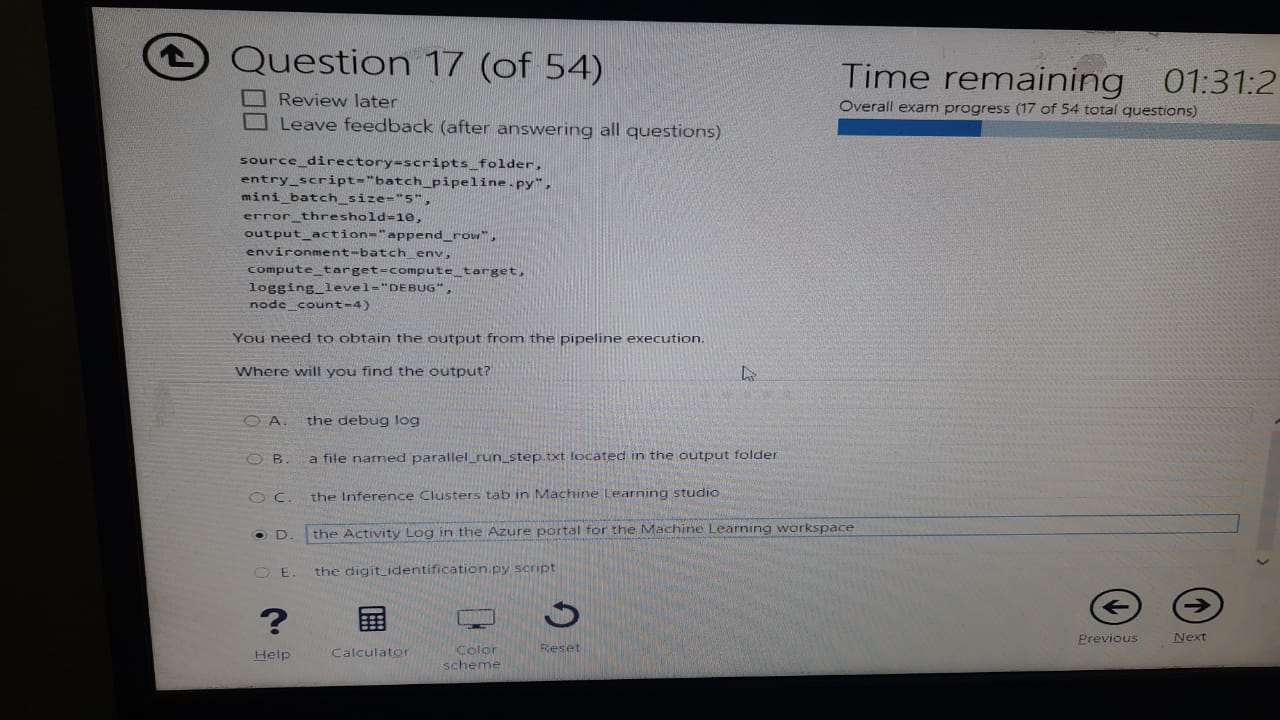 Question 17 (of 54)
Review later
Leave feedback (after answering all questions)
Time remaining 01:31:2
Overall exam progress (17 of 54 total questions)
source_directory=scripts_folder,
entry_script="batch_pipeline.py",
mini_batch_size="5",
error_threshold=10,
output_action="append_row",
environment=batch_env,
compute_target=compute_target,
logging_level="DEBUG",
node_count=4)
You need to obtain the output from the pipeline execution.
Where will you find the output?
A. the debug log
B. a file named parallel_run_step.txt located in the output folder
C. the Inference Clusters tab in Machine Learning studio
D. the Activity Log in the Azure portal for the Machine Learning workspace
E. the digit_identification.py script
? Help
Calculator
Color scheme
Reset
Previous
Next